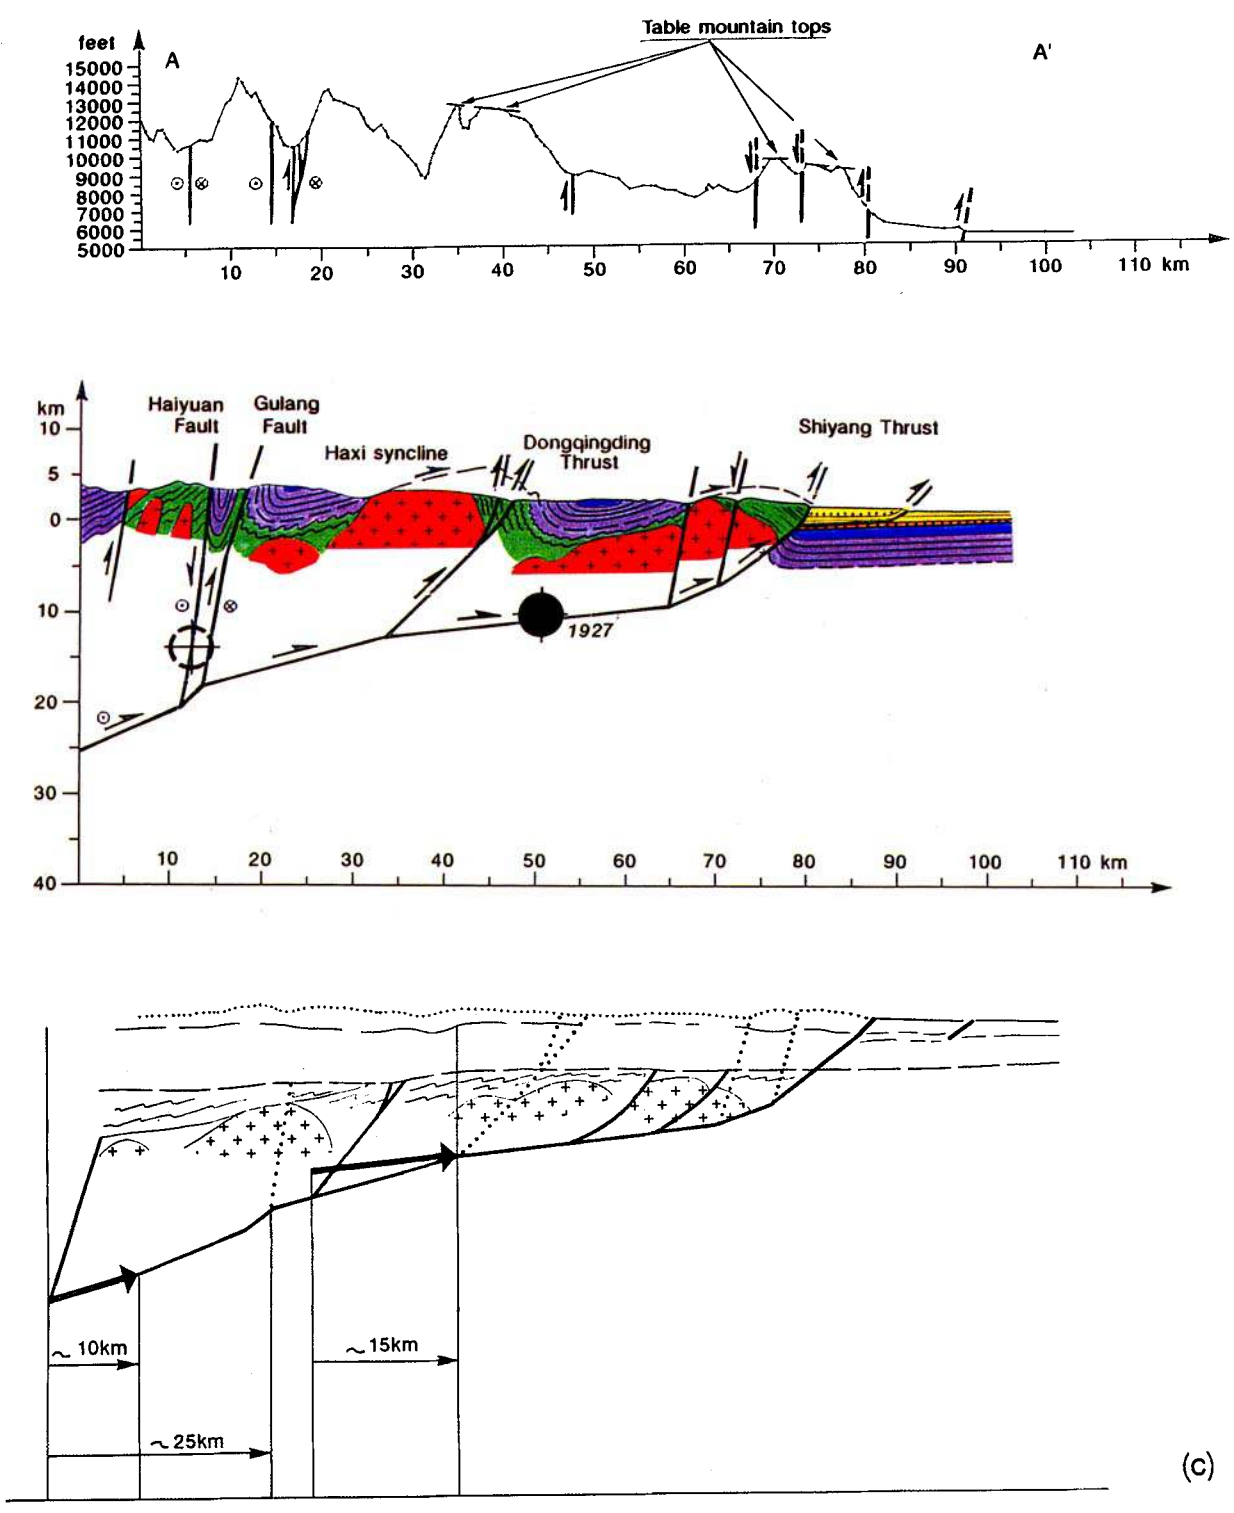 Table mountain tops
feet
A
A'
15000
14000
13000
12000
11000
10000
9000
8000
7000
6000
5000
10 20 30 40 50 60 70 80 90 100 110 km
km
Haiyuan
Fault
Gulang
Fault
Haxi syncline
Dongqingding
Thrust
Shiyang Thrust
10
5
0
10
20
30
40
1927
10 20 30 40 50 60 70 80 90 100 110 km
~ 10km
~ 15km
~ 25km
(c)